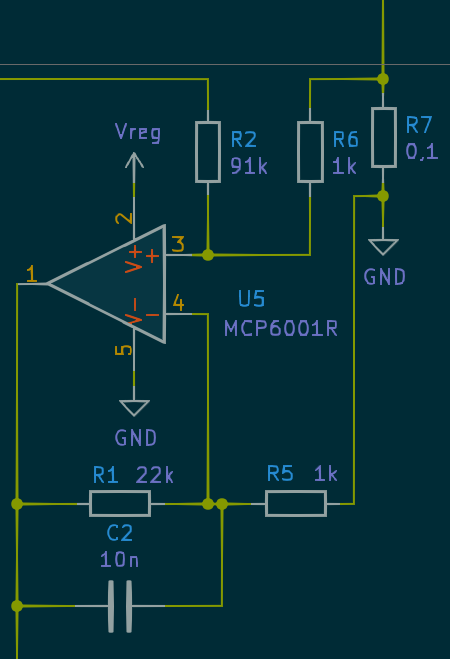 Vreg
R2
91k
R6
1k
R7
0,1
2
V+
+
3
1
V-
-
4
5
U5
MCP6001R
GND
GND
R1 22k
R5 1k
C2
10n